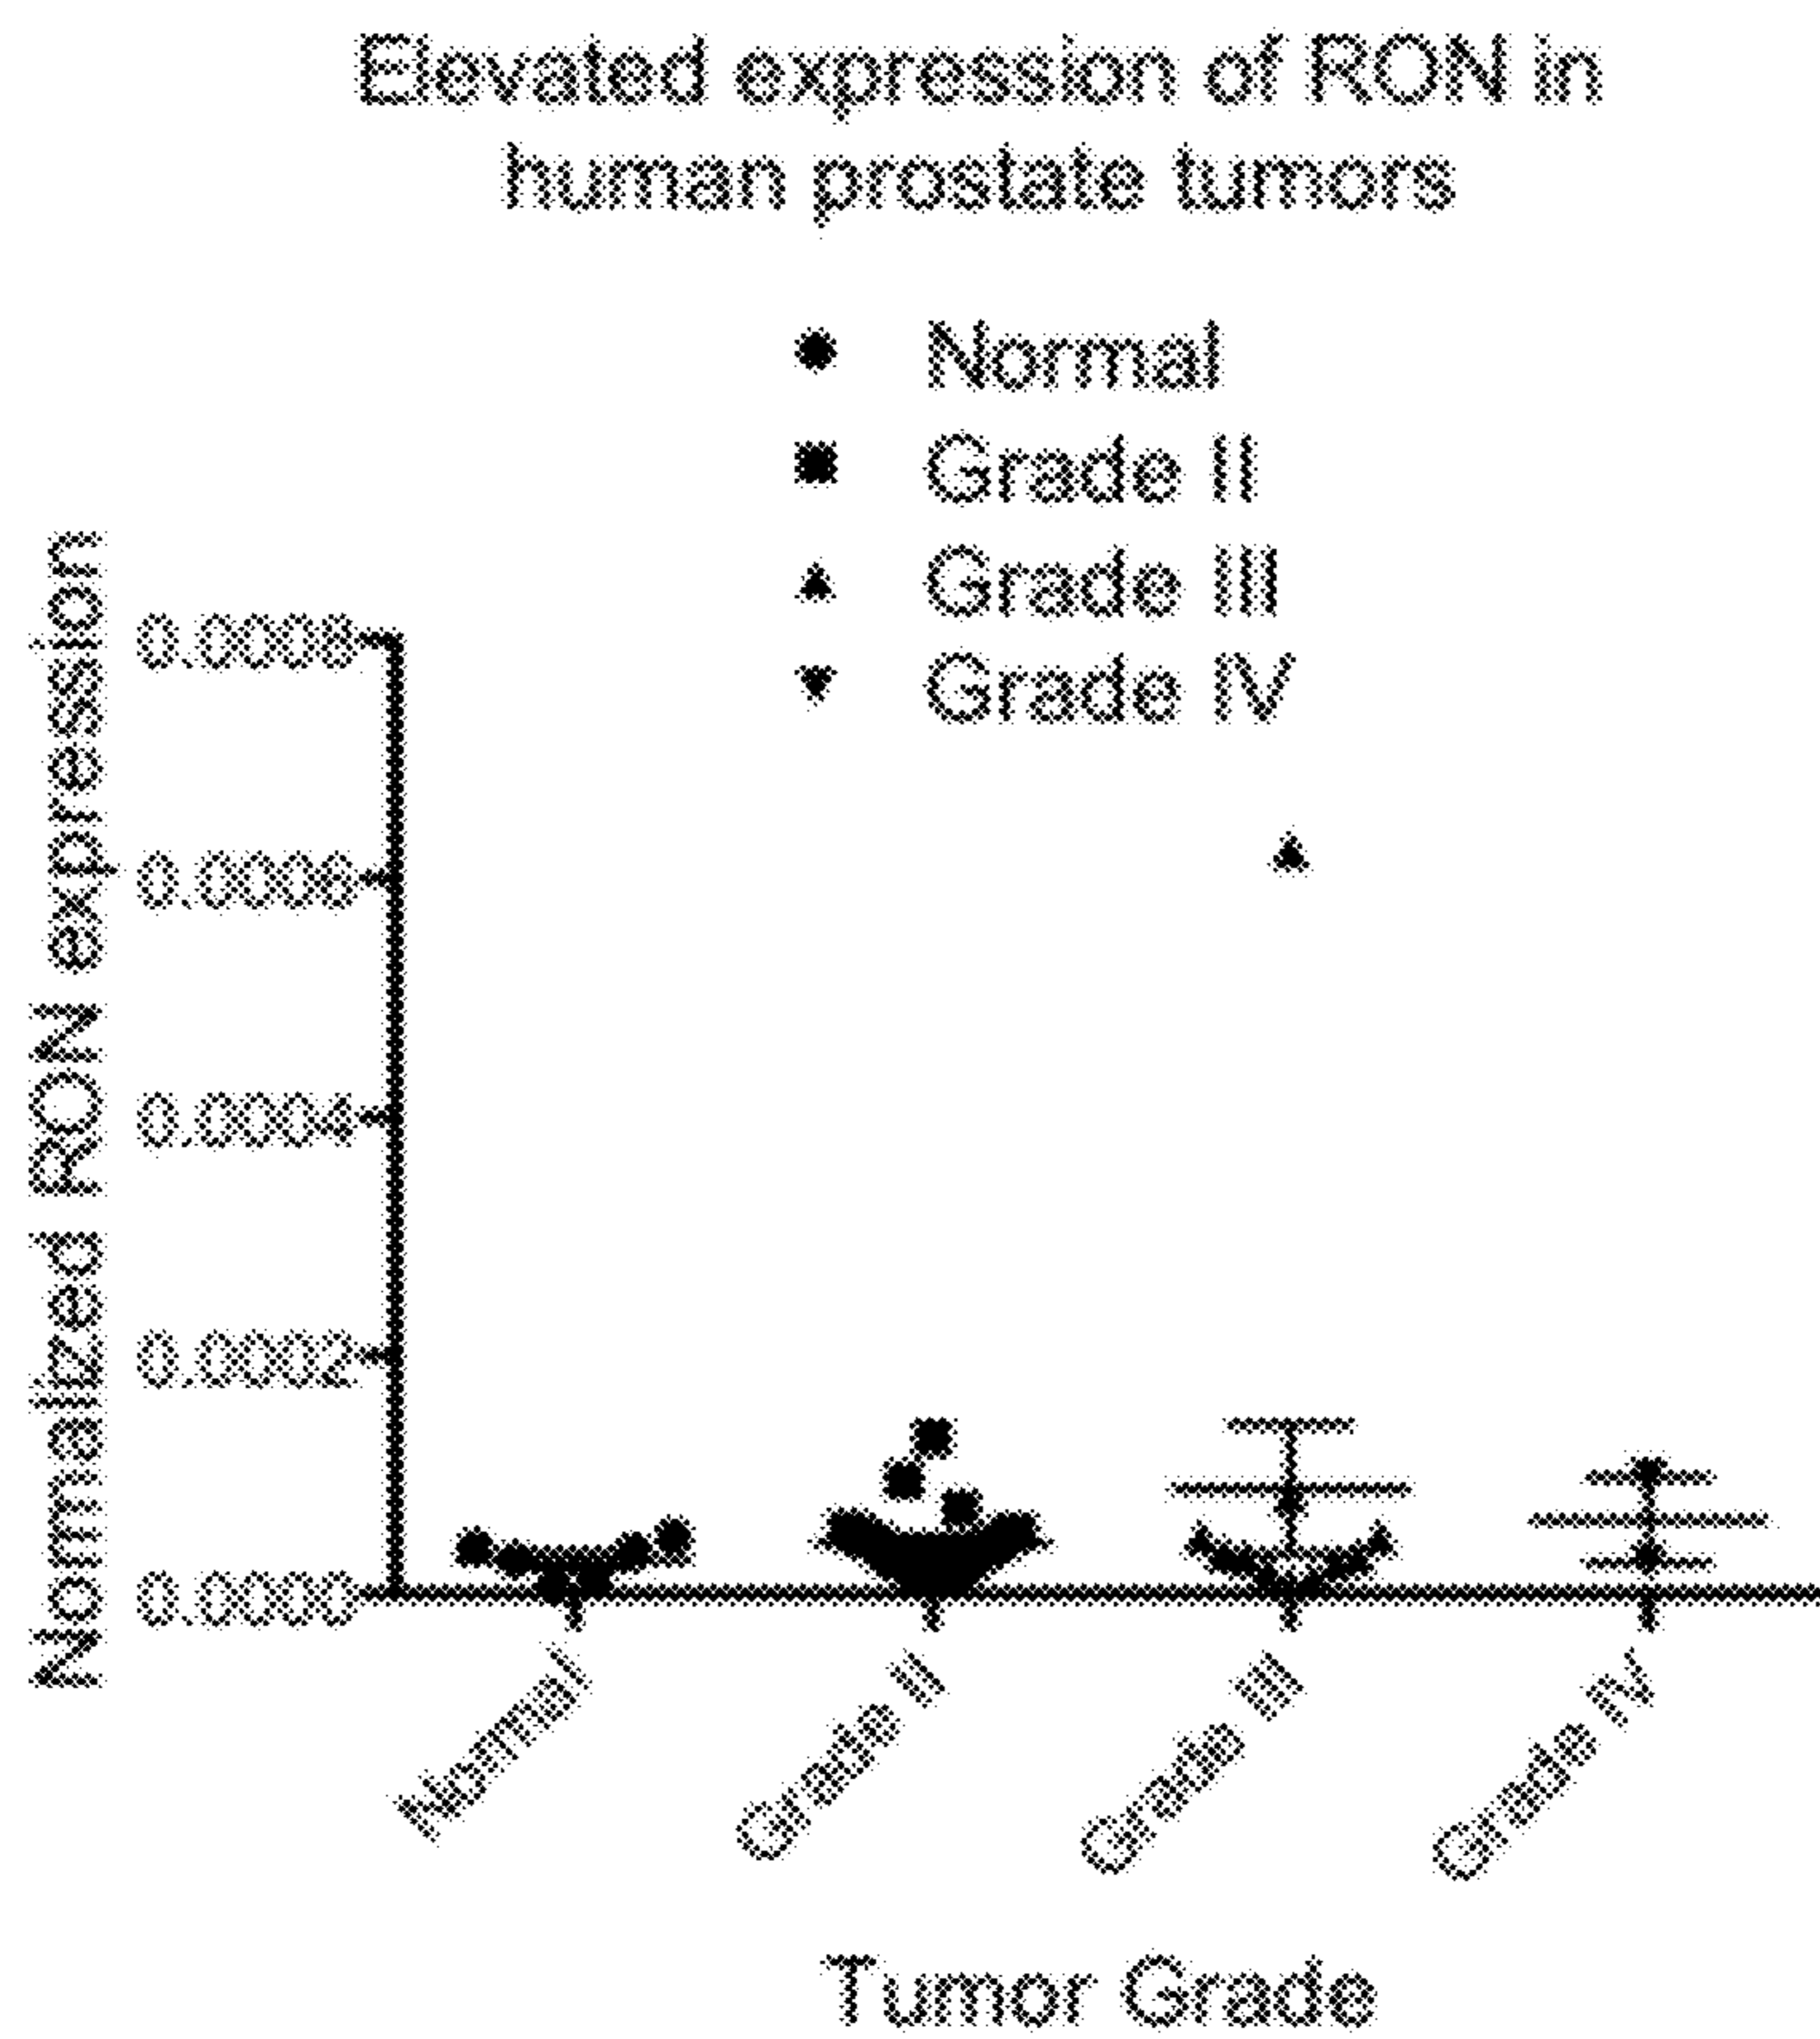 Elevated expression of RON in
human prostate tumors
Normal
Grade II
Grade III
Grade IV
Normalized RON expression
0.0008
0.0006
0.0004
0.0002
0.0000
Normal
Grade II
Grade III
Grade IV
Tumor Grade